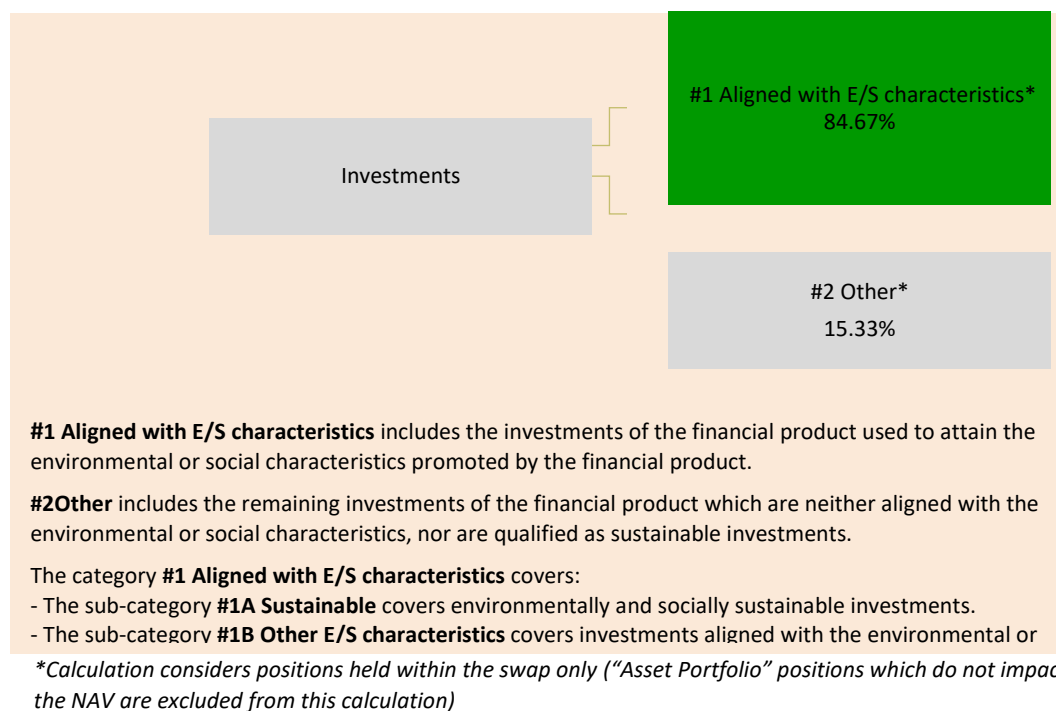 #1 Aligned with E/S characteristics*
84.67%
Investments
#2 Other*
15.33%
#1 Aligned with E/S characteristics includes the investments of the financial product used to attain the
environmental or social characteristics promoted by the financial product.
#2Other includes the remaining investments of the financial product which are neither aligned with the
environmental or social characteristics, nor are qualified as sustainable investments.
The category #1 Aligned with E/S characteristics covers:
- The sub-category #1A Sustainable covers environmentally and socially sustainable investments.
- The sub-category #1B Other E/S characteristics covers investments aligned with the environmental or
*Calculation considers positions held within the swap only (“Asset Portfolio” positions which do not impac
the NAV are excluded from this calculation)